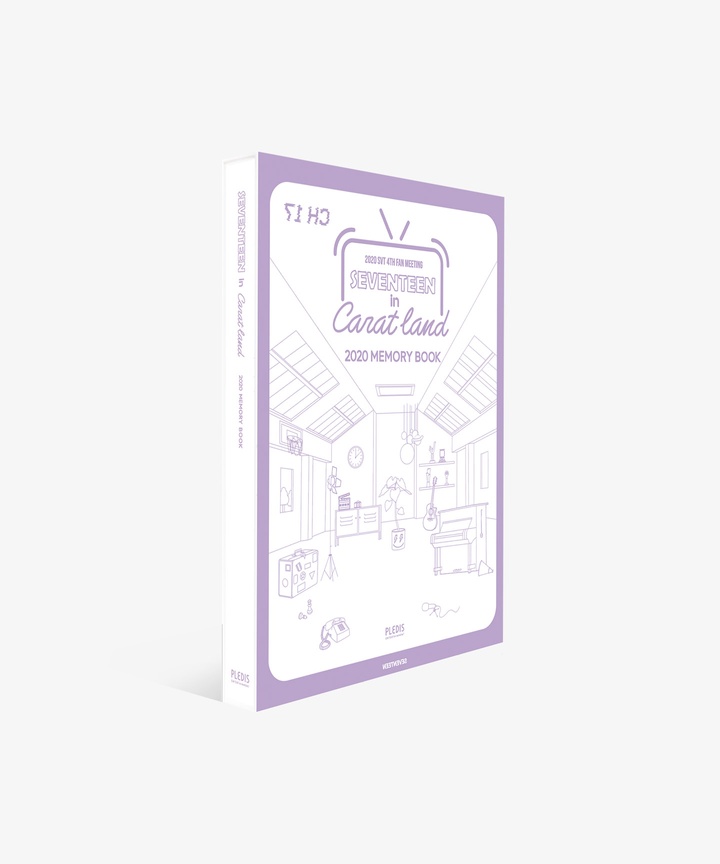 CH 17
2020 SVT 4TH FAN MEETING
SEVENTEEN
in
Carat land
2020 MEMORY BOOK
PLEDIS
SEVENTEEN
SEVENTEEN in Carat land 2020 MEMORY BOOK
PLEDIS